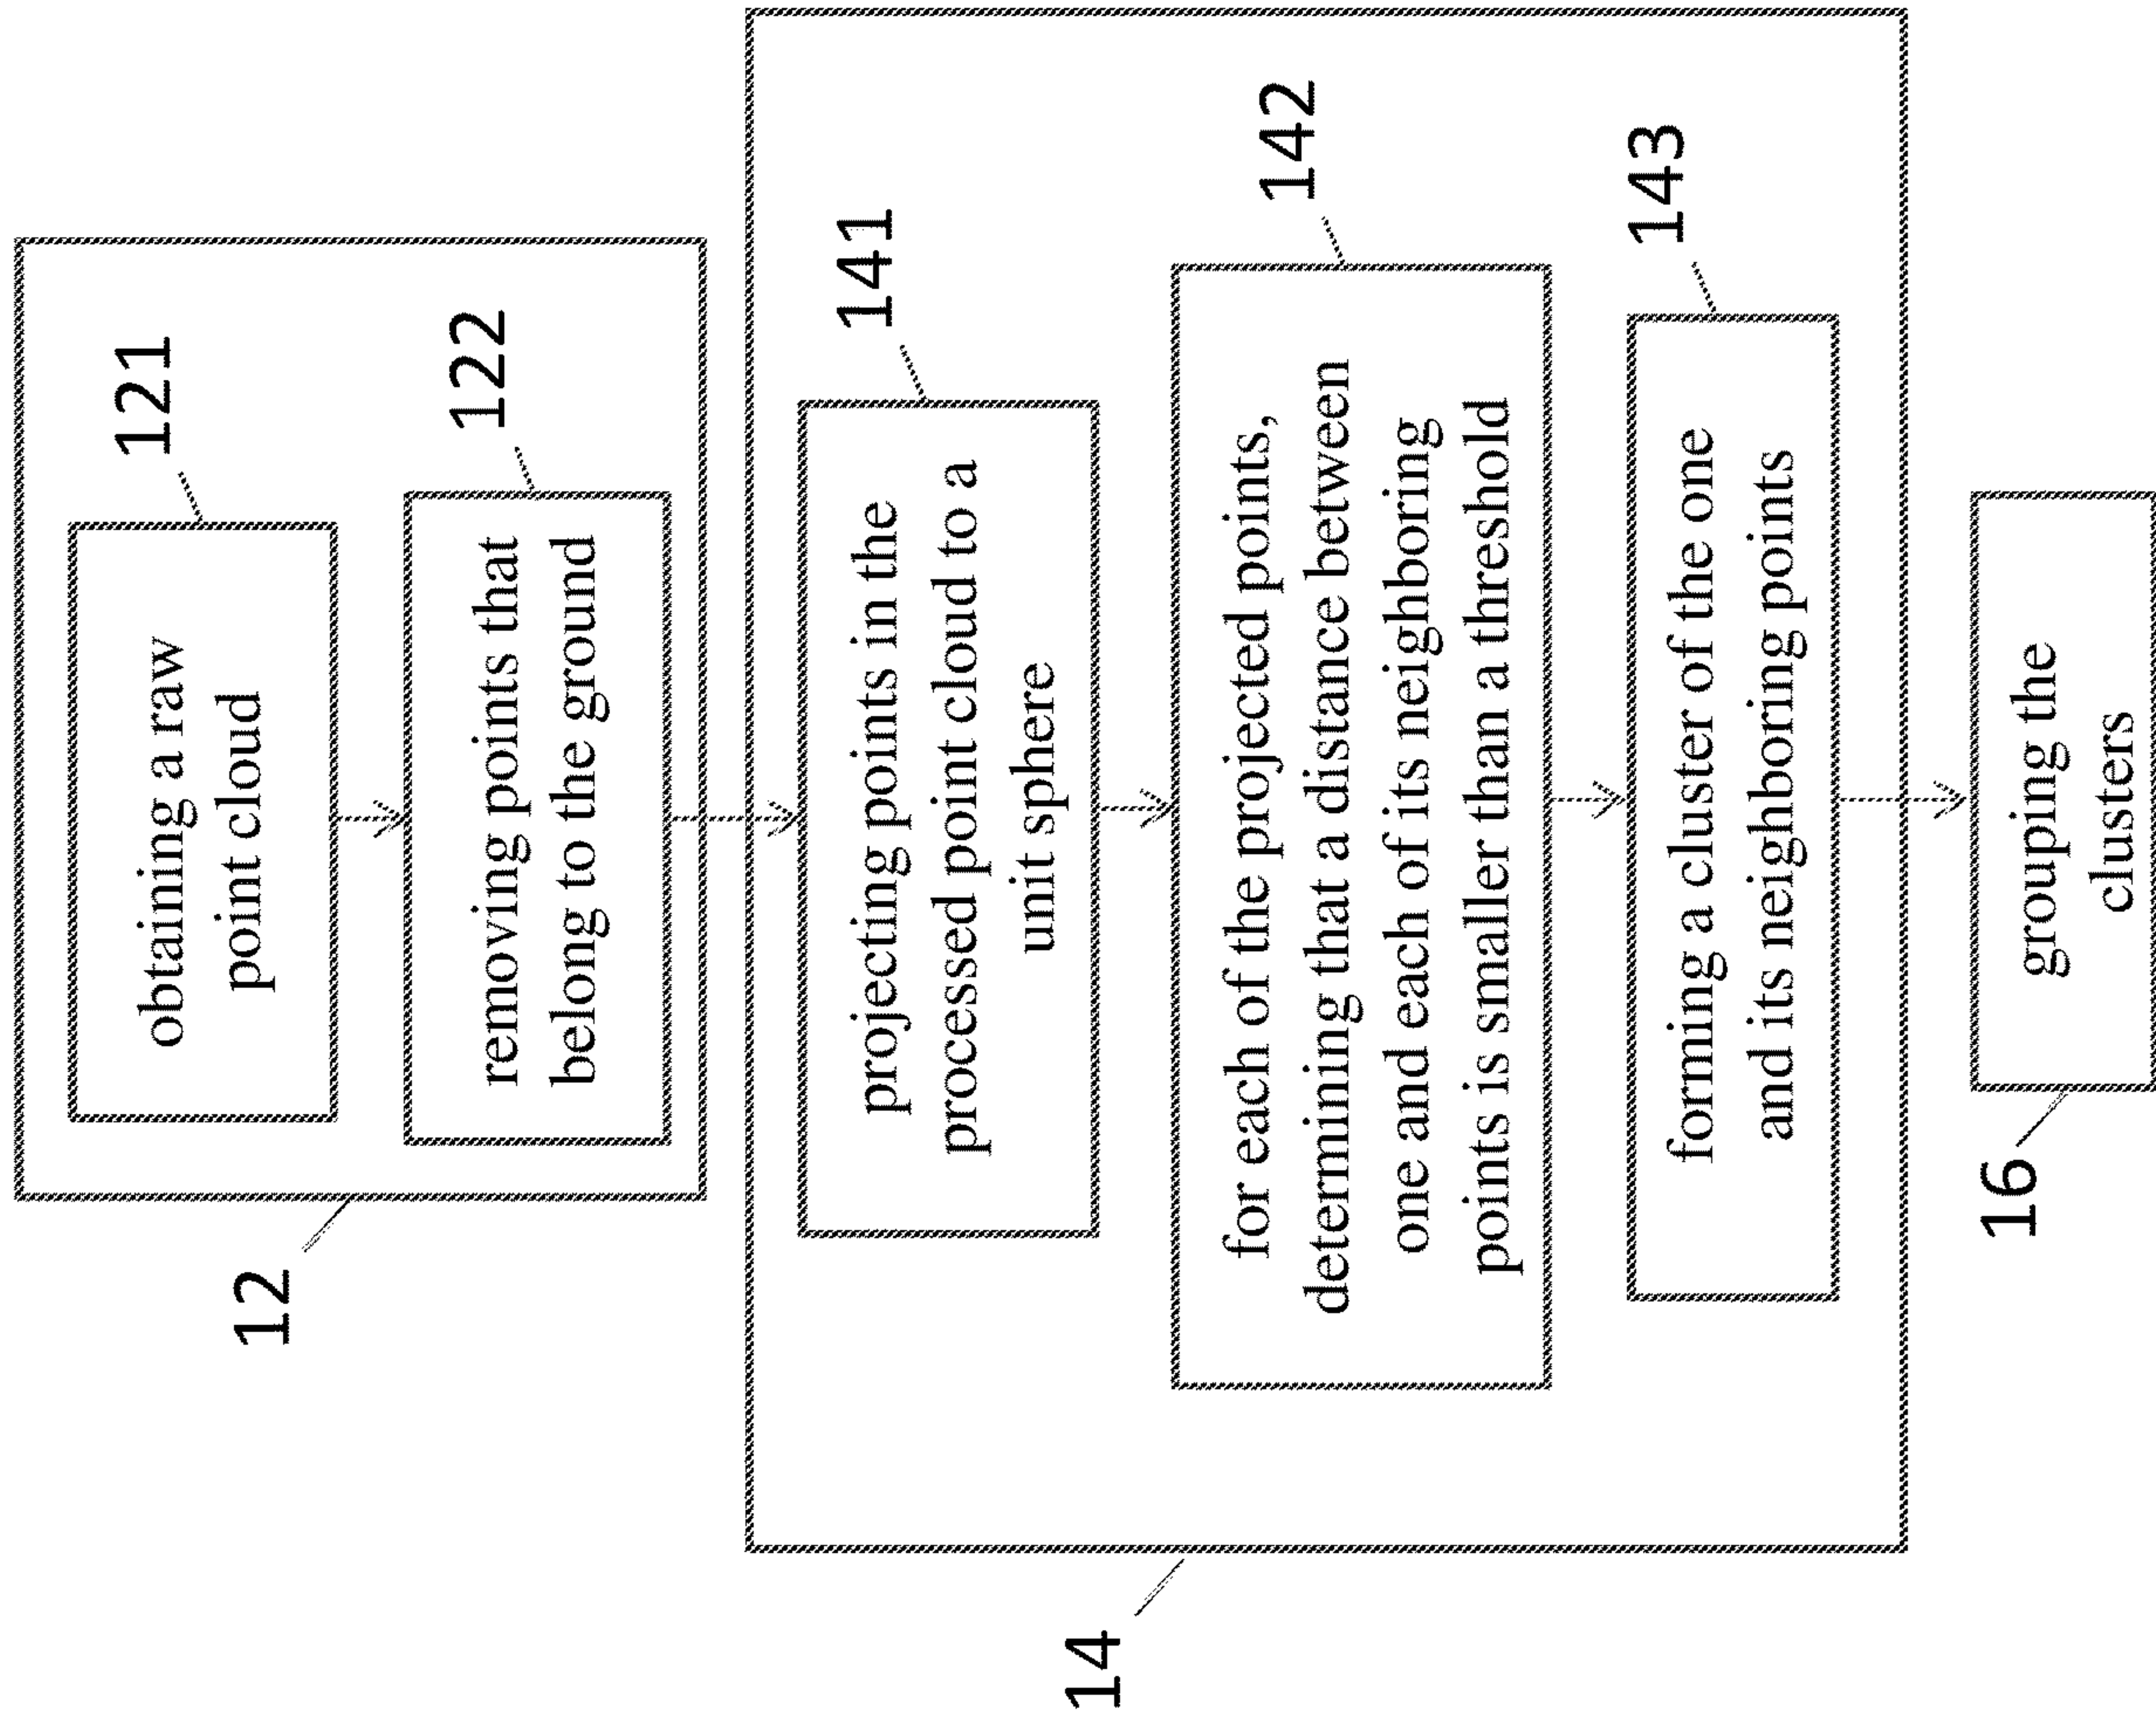 121
obtaining a raw
point cloud
122
removing points that
belong to the ground
12
141
projecting points in the
processed point cloud to a
unit sphere
142
for each of the projected points,
determining that a distance between
one and each of its neighboring
points is smaller than a threshold
143
forming a cluster of the one
and its neighboring points
14
16
grouping the
clusters